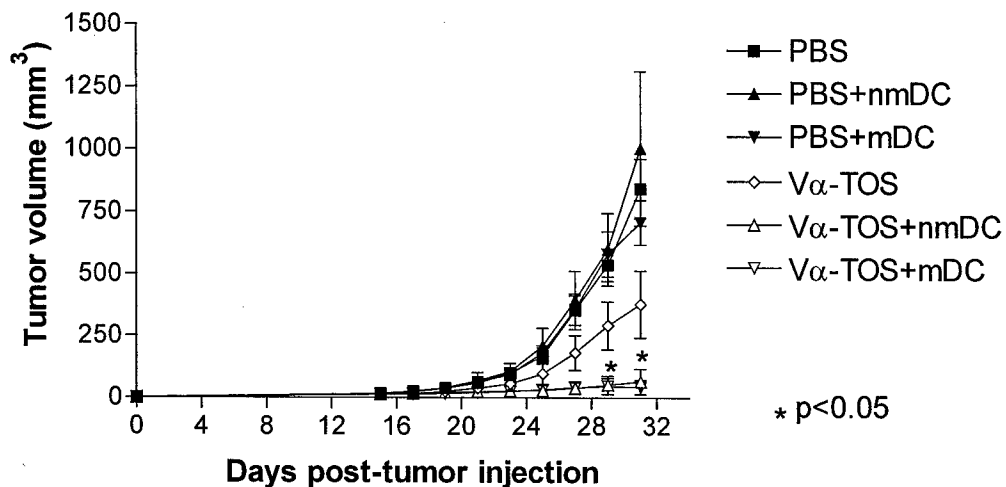 Tumor volume (mm³)
1500
1250
1000
750
500
250
0
0 4 8 12 16 20 24 28 32
Days post-tumor injection
PBS
PBS+nmDC
PBS+mDC
Vα-TOS
Vα-TOS+nmDC
Vα-TOS+mDC
* *
* p<0.05